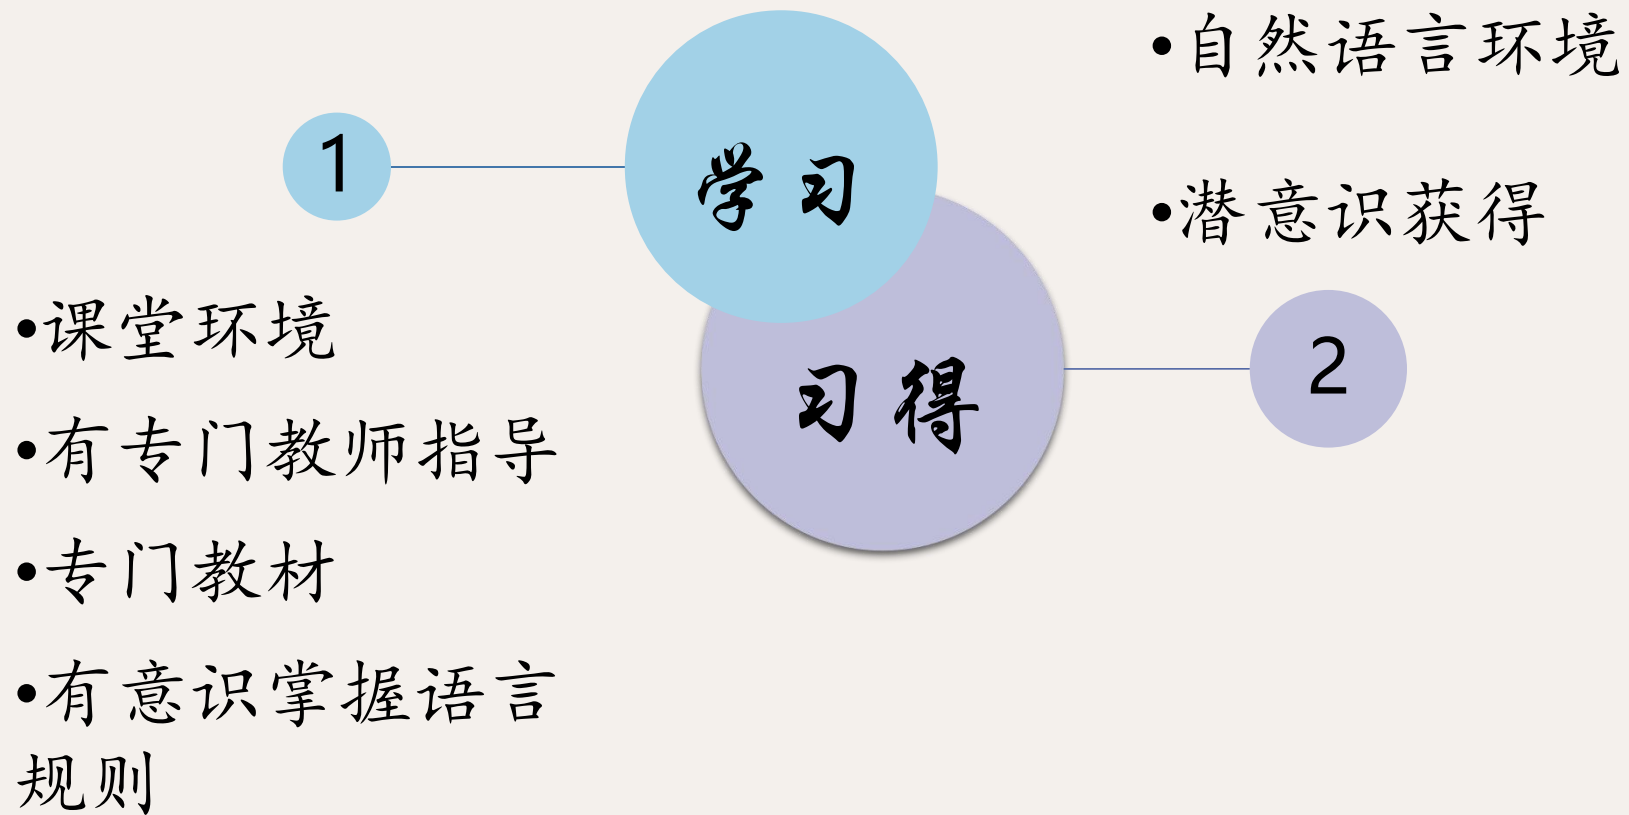 1
学习
•课堂环境
•有专门教师指导
•专门教材
•有意识掌握语言
规则
•自然语言环境
•潜意识获得
习得
2